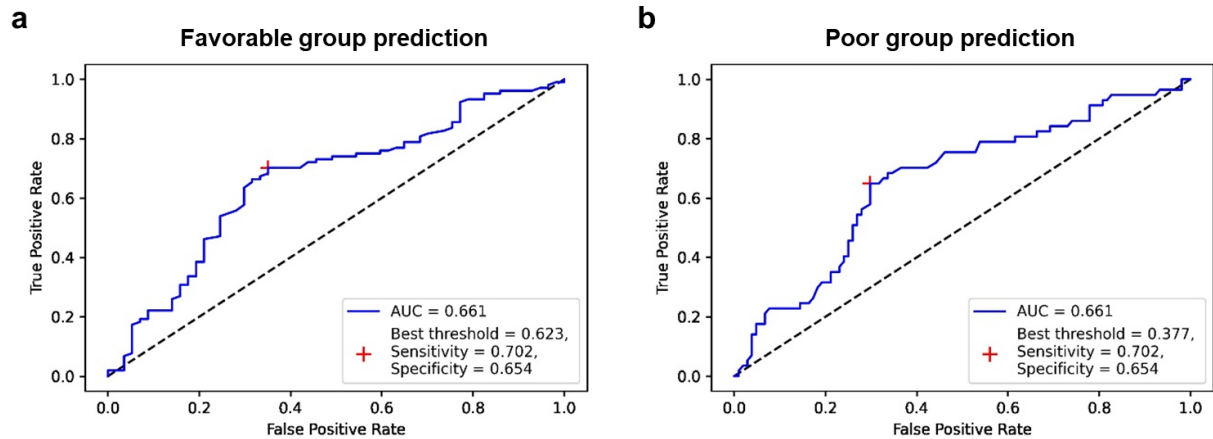 a
Favorable group prediction
1.0
0.8
0.6
0.4
0.2
0.0
True Positive Rate
0.0 0.2 0.4 0.6 0.8 1.0
False Positive Rate
AUC = 0.661
Best threshold = 0.623,
Sensitivity = 0.702,
Specificity = 0.654
b
Poor group prediction
1.0
0.8
0.6
0.4
0.2
0.0
True Positive Rate
0.0 0.2 0.4 0.6 0.8 1.0
False Positive Rate
AUC = 0.661
Best threshold = 0.377,
Sensitivity = 0.702,
Specificity = 0.654